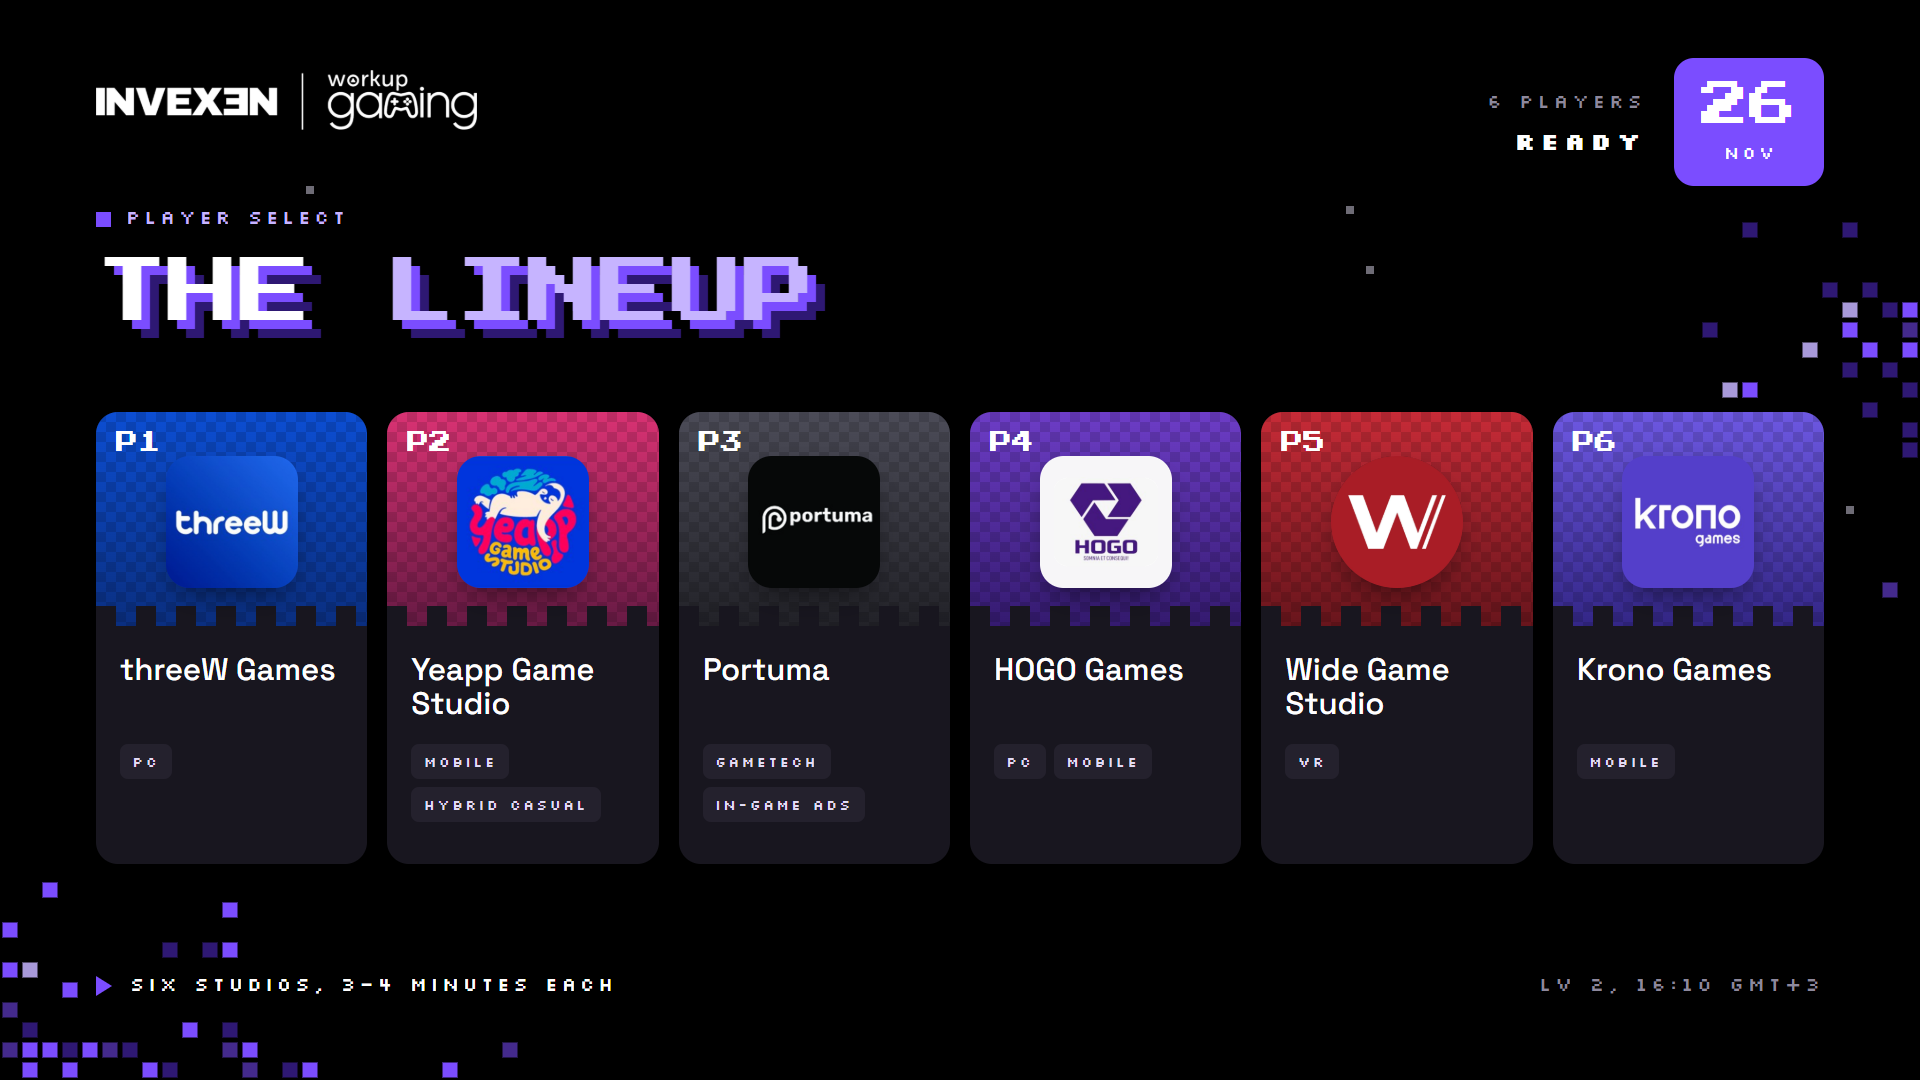 INVEXEN
workup
gaming
6 PLAYERS
READY
26
NOV
PLAYER SELECT
THE LINEUP
P1
threeW
threeW Games
PC
P2
Yeapp
Game
STUDIO
Yeapp Game
Studio
MOBILE
HYBRID CASUAL
P3
portuma
Portuma
GAMETECH
IN-GAME ADS
P4
HOGO
SOMNIA ET CONSEQUI
HOGO Games
PC MOBILE
P5
W
Wide Game
Studio
VR
P6
krono
games
Krono Games
MOBILE
SIX STUDIOS, 3-4 MINUTES EACH
LV 2, 16:10 GMT+3